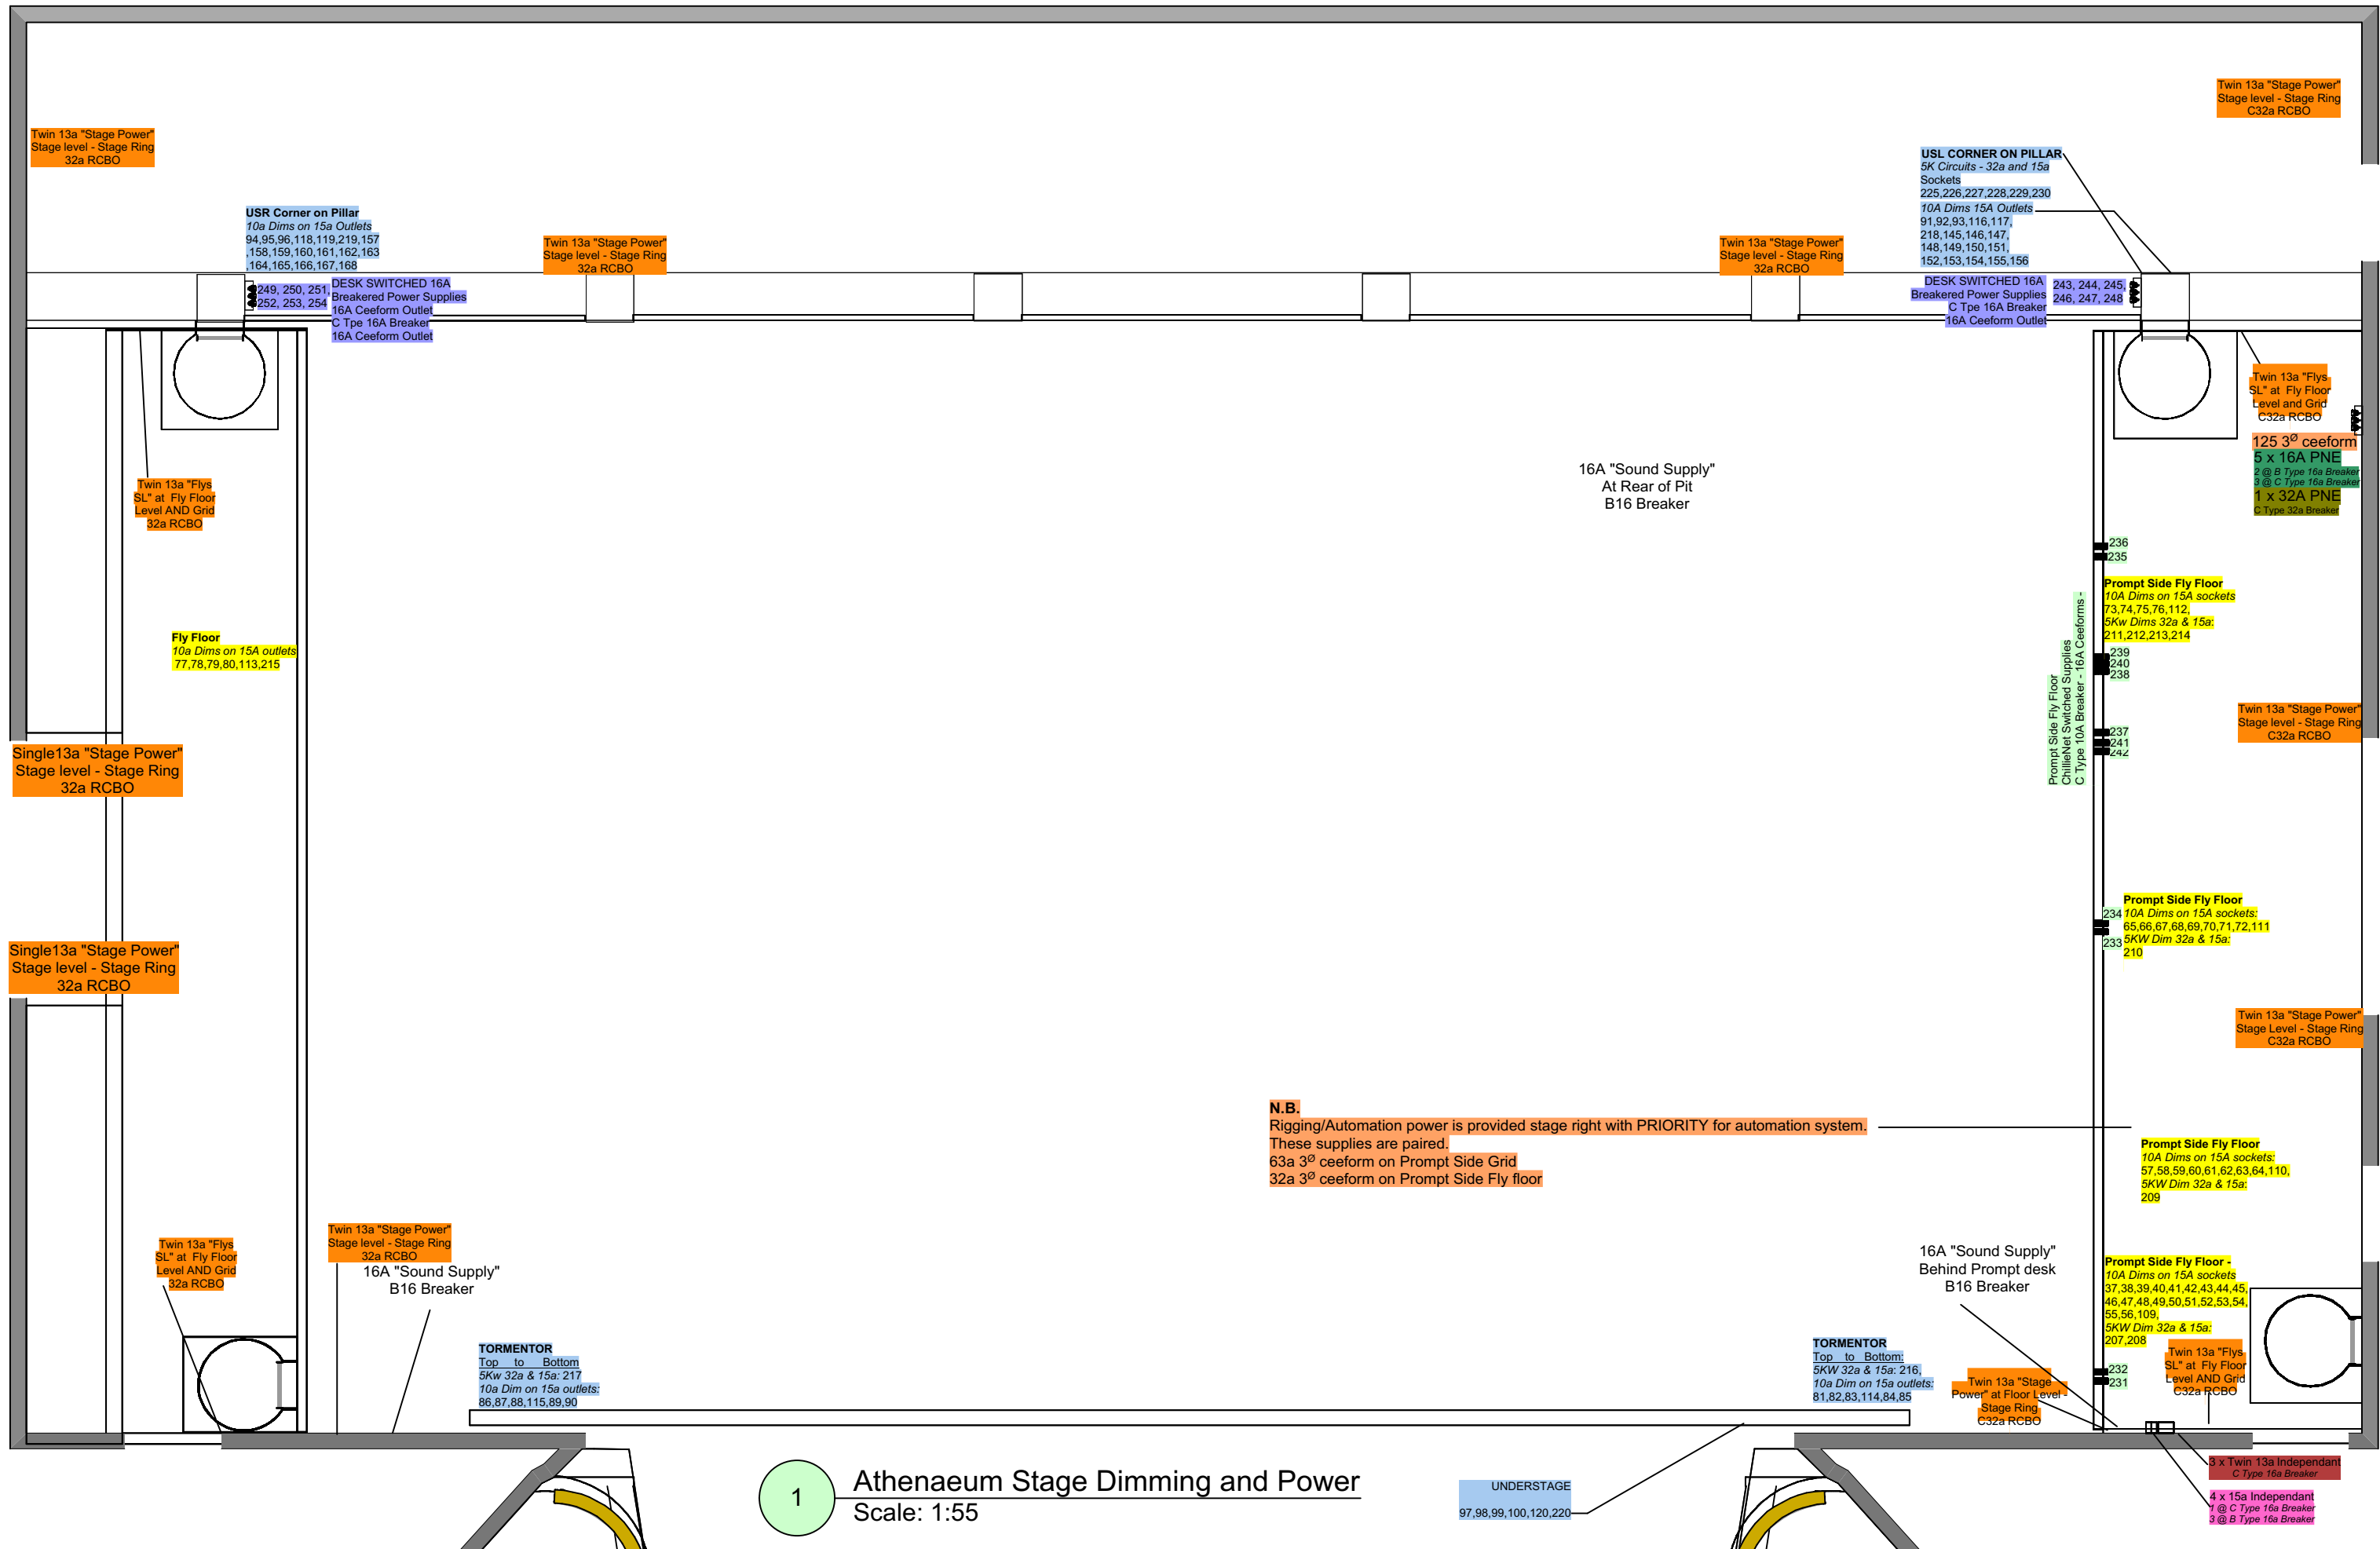 Twin 13a "Stage Power"
Stage level - Stage Ring
32a RCBO
Twin 13a "Stage Power"
Stage level - Stage Ring
C32a RCBO
USR Corner on Pillar
10a Dims on 15a Outlets
94,95,96,118,119,219,157
,158,159,160,161,162,163
,164,165,166,167,168
Twin 13a "Stage Power"
Stage level - Stage Ring
32a RCBO
Twin 13a "Stage Power"
Stage level - Stage Ring
32a RCBO
USL CORNER ON PILLAR
5K Circuits - 32a and 15a
Sockets
225,226,227,228,229,230
10A Dims 15A Outlets
91,92,93,116,117,
218,145,146,147,
148,149,150,151,
152,153,154,155,156
249, 250, 251,
252, 253, 254
DESK SWITCHED 16A
Breakered Power Supplies
16A Ceeform Outlet
C Tpe 16A Breaker
16A Ceeform Outlet
DESK SWITCHED 16A
Breakered Power Supplies
C Tpe 16A Breaker
16A Ceeform Outlet
243, 244, 245,
246, 247, 248
Twin 13a "Flys
SL" at Fly Floor
Level and Grid
C32a RCBO
125 3Ø ceeform
5 x 16A PNE
2 @ B Type 16a Breaker
3 @ C Type 16a Breaker
1 x 32A PNE
C Type 32a Breaker
16A "Sound Supply"
At Rear of Pit
B16 Breaker
Twin 13a "Flys
SL" at Fly Floor
Level AND Grid
32a RCBO
236
235
Prompt Side Fly Floor
10A Dims on 15A sockets
73,74,75,76,112,
5Kw Dims 32a & 15a:
211,212,213,214
Fly Floor
10a Dims on 15A outlets
77,78,79,80,113,215
Prompt Side Fly Floor
ChillieNet Switched Supplies
C Type 10A Breaker - 16A Ceeforms -
239
240
238
237
241
242
Twin 13a "Stage Power"
Stage level - Stage Ring
C32a RCBO
Single13a "Stage Power"
Stage level - Stage Ring
32a RCBO
Single13a "Stage Power"
Stage level - Stage Ring
32a RCBO
234
233
Prompt Side Fly Floor
10A Dims on 15A sockets:
65,66,67,68,69,70,71,72,111
5KW Dim 32a & 15a:
210
Twin 13a "Stage Power"
Stage Level - Stage Ring
C32a RCBO
N.B.
Rigging/Automation power is provided stage right with PRIORITY for automation system.
These supplies are paired.
63a 3Ø ceeform on Prompt Side Grid
32a 3Ø ceeform on Prompt Side Fly floor
Prompt Side Fly Floor
10A Dims on 15A sockets:
57,58,59,60,61,62,63,64,110,
5KW Dim 32a & 15a:
209
Twin 13a "Flys
SL" at Fly Floor
Level AND Grid
32a RCBO
Twin 13a "Stage Power"
Stage level - Stage Ring
32a RCBO
16A "Sound Supply"
B16 Breaker
16A "Sound Supply"
Behind Prompt desk
B16 Breaker
Prompt Side Fly Floor -
10A Dims on 15A sockets
37,38,39,40,41,42,43,44,45,
46,47,48,49,50,51,52,53,54,
55,56,109,
5KW Dim 32a & 15a:
207,208
TORMENTOR
Top to Bottom
5Kw 32a & 15a: 217
10a Dim on 15a outlets:
86,87,88,115,89,90
TORMENTOR
Top to Bottom:
5KW 32a & 15a: 216,
10a Dim on 15a outlets:
81,82,83,114,84,85
Twin 13a "Stage
Power" at Floor Level -
Stage Ring
C32a RCBO
232
231
Twin 13a "Flys
SL" at Fly Floor
Level AND Grid
C32a RCBO
1
Athenaeum Stage Dimming and Power
Scale: 1:55
UNDERSTAGE
97,98,99,100,120,220
3 x Twin 13a Independant
C Type 16a Breaker
4 x 15a Independant
1 @ C Type 16a Breaker
3 @ B Type 16a Breaker